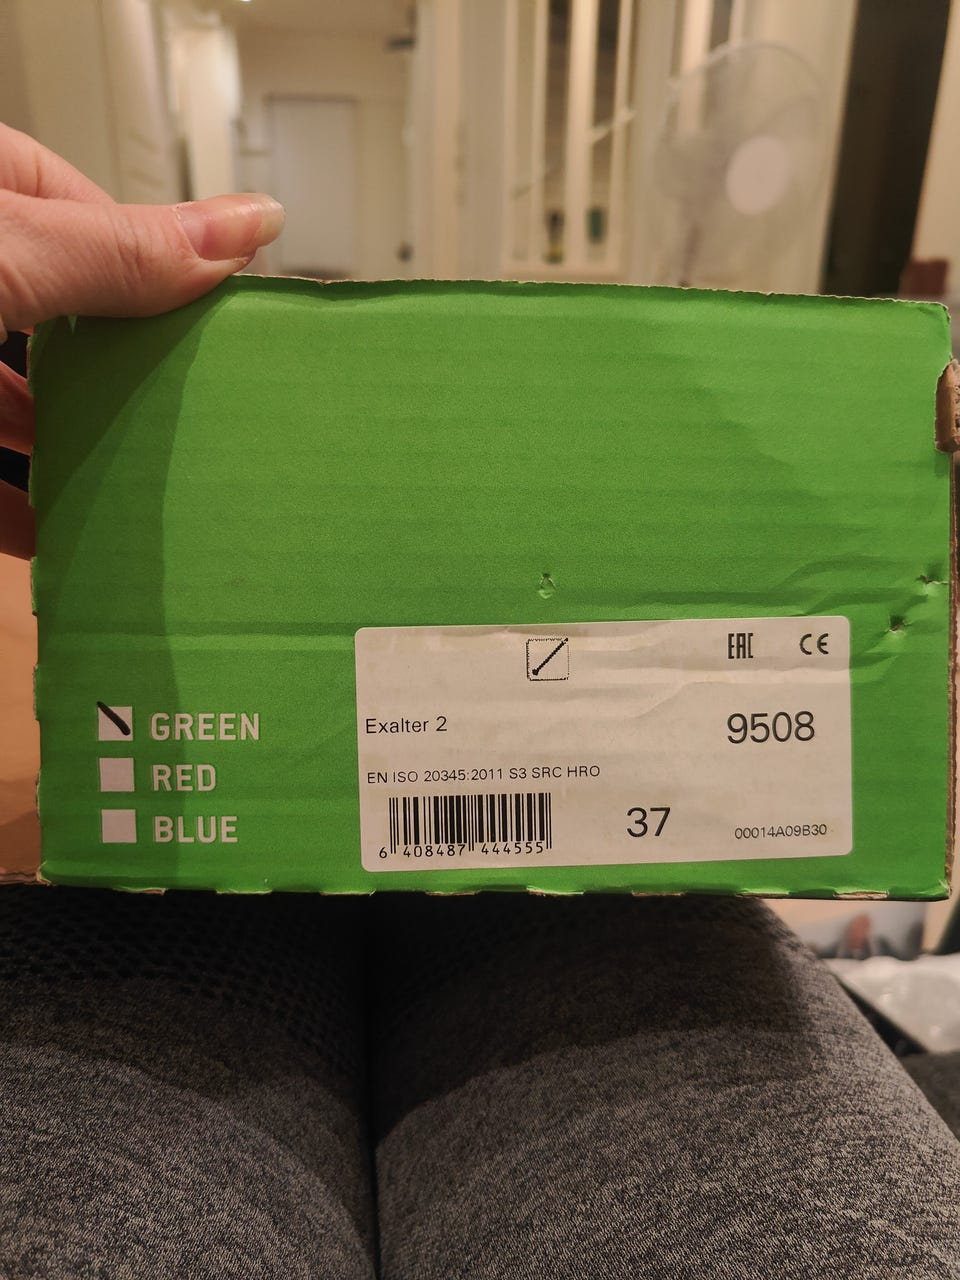 EAC CE
Exalter 2 9508
EN ISO 20345:2011 S3 SRC HRO
6 408487 444555
37
00014A09B30
GREEN
RED
BLUE